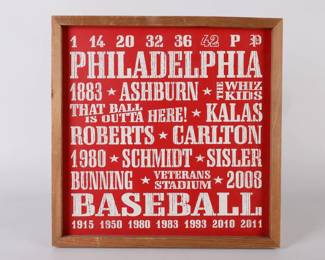 1 14 20 32 36 42 P P
PHILADELPHIA
1883 ★ ASHBURN ★ THE WHIZ KIDS
THAT BALL IS OUTTA HERE! ★ KALAS
ROBERTS ★ CARLTON
1980 ★ SCHMIDT ★ SISLER
BUNNING ★ VETERANS STADIUM ★ 2008
BASEBALL
1915 1950 1980 1983 1993 2010 2011